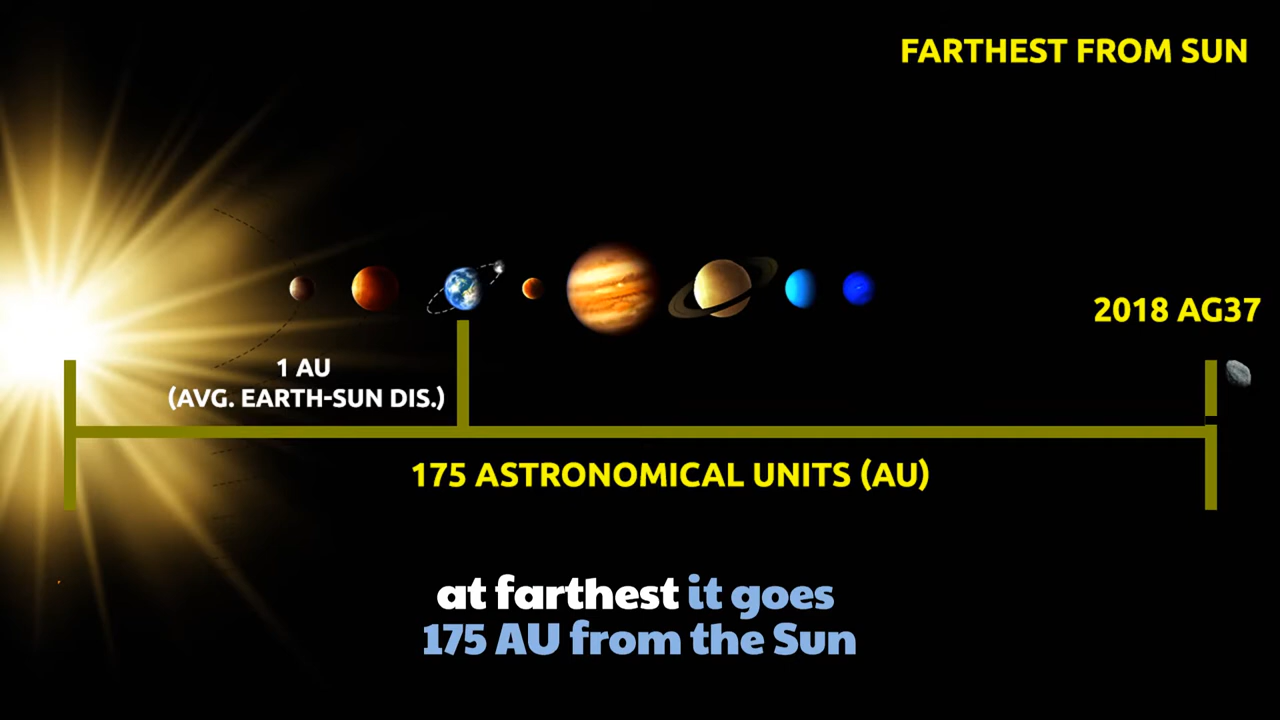 FARTHEST FROM SUN
2018 AG37
1 AU
(AVG. EARTH-SUN DIS.)
175 ASTRONOMICAL UNITS (AU)
at farthest it goes
175 AU from the Sun